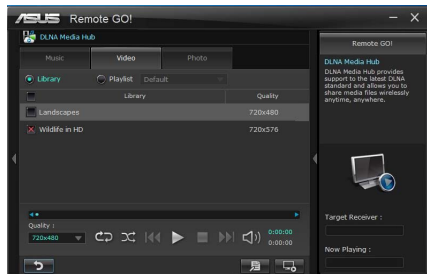 ASUS Remote GO!
DLNA Media Hub
Music Video Photo
Library Playlist Default
Library Quality
Landscapes 720x480
Wildlife in HD 720x576
Quality :
720x480
0:00:00
0:00:00
Remote GO!
DLNA Media Hub
DLNA Media Hub provides
support to the latest DLNA
standard and allows you to
share media files wirelessly
anytime, anywhere.
Target Receiver :
Now Playing :